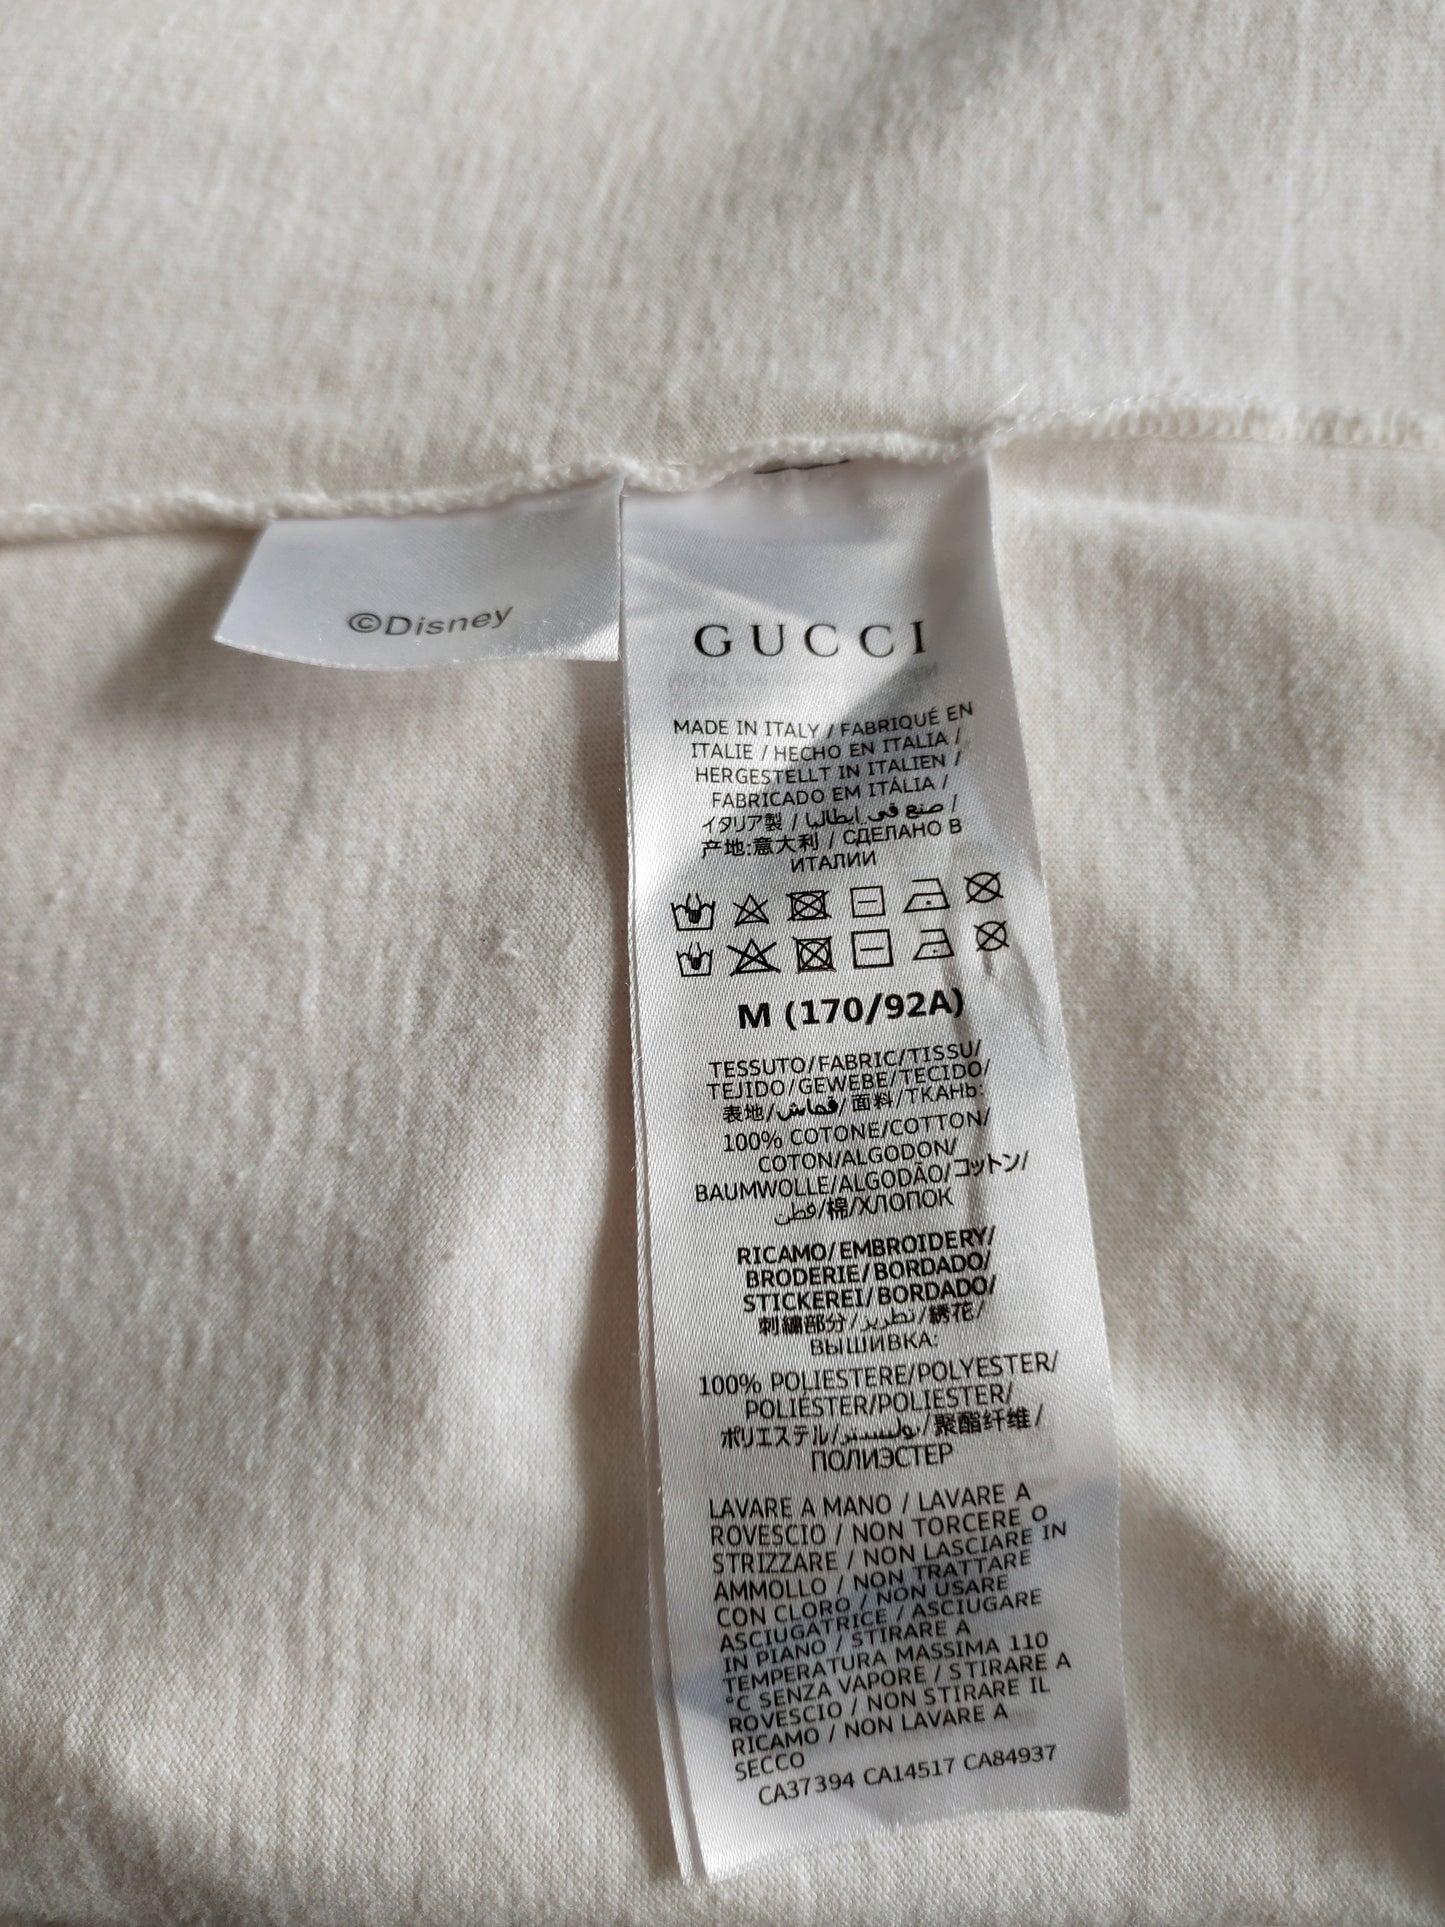 ©Disney
GUCCI
MADE IN ITALY / FABRIQUÉ EN
ITALIE / HECHO EN ITALIA /
HERGESTELLT IN ITALIEN /
FABRICADO EM ITÁLIA /
イタリア製 / صنع في إيطاليا /
产地:意大利 / СДЕЛАНО В
ИТАЛИИ
M (170/92A)
TESSUTO/FABRIC/TISSU/
TEJIDO/GEWEBE/TECIDO/
表地/قماش/面料/TKAHb:
100% COTONE/COTTON/
COTON/ALGODON/
BAUMWOLLE/ALGODÃO/コットン/
قطن/棉/ХЛОПОК
RICAMO/EMBROIDERY/
BRODERIE/BORDADO/
STICKEREI/BORDADO/
刺繍部分/تطريز/绣花/
ВЫШИВКА:
100% POLIESTERE/POLYESTER/
POLIÉSTER/POLIESTER/
ポリエステル/بوليستر/聚酯纤维/
ПОЛИЭСТЕР
LAVARE A MANO / LAVARE A
ROVESCIO / NON TORCERE O
STRIZZARE / NON LASCIARE IN
AMMOLLO / NON TRATTARE
CON CLORO / NON USARE
ASCIUGATRICE / ASCIUGARE
IN PIANO / STIRARE A
TEMPERATURA MASSIMA 110
°C SENZA VAPORE / STIRARE A
ROVESCIO / NON STIRARE IL
RICAMO / NON LAVARE A
SECCO
CA37394 CA14517 CA84937